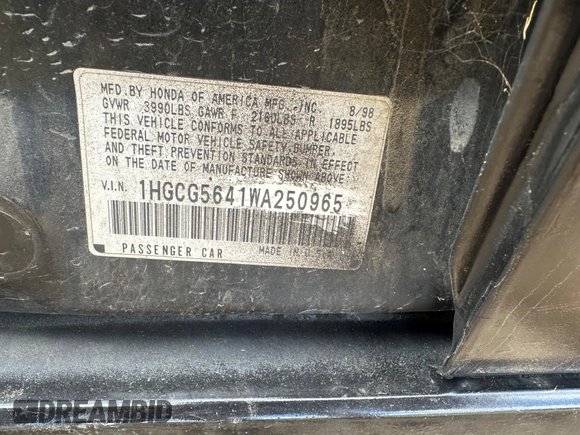 MFD.BY HONDA OF AMERICA MFG.,INC. 8/98
GVWR 3990LBS GAWR F 2160LBS R 1895LBS
THIS VEHICLE CONFORMS TO ALL APPLICABLE
FEDERAL MOTOR VEHICLE SAFETY,BUMPER,
AND THEFT PREVENTION STANDARDS IN EFFECT
ON THE DATE OF MANUFACTURE SHOWN ABOVE.
V.I.N. 1HGCG5641WA250965
PASSENGER CAR MADE IN U.S.A.
DREAMBID